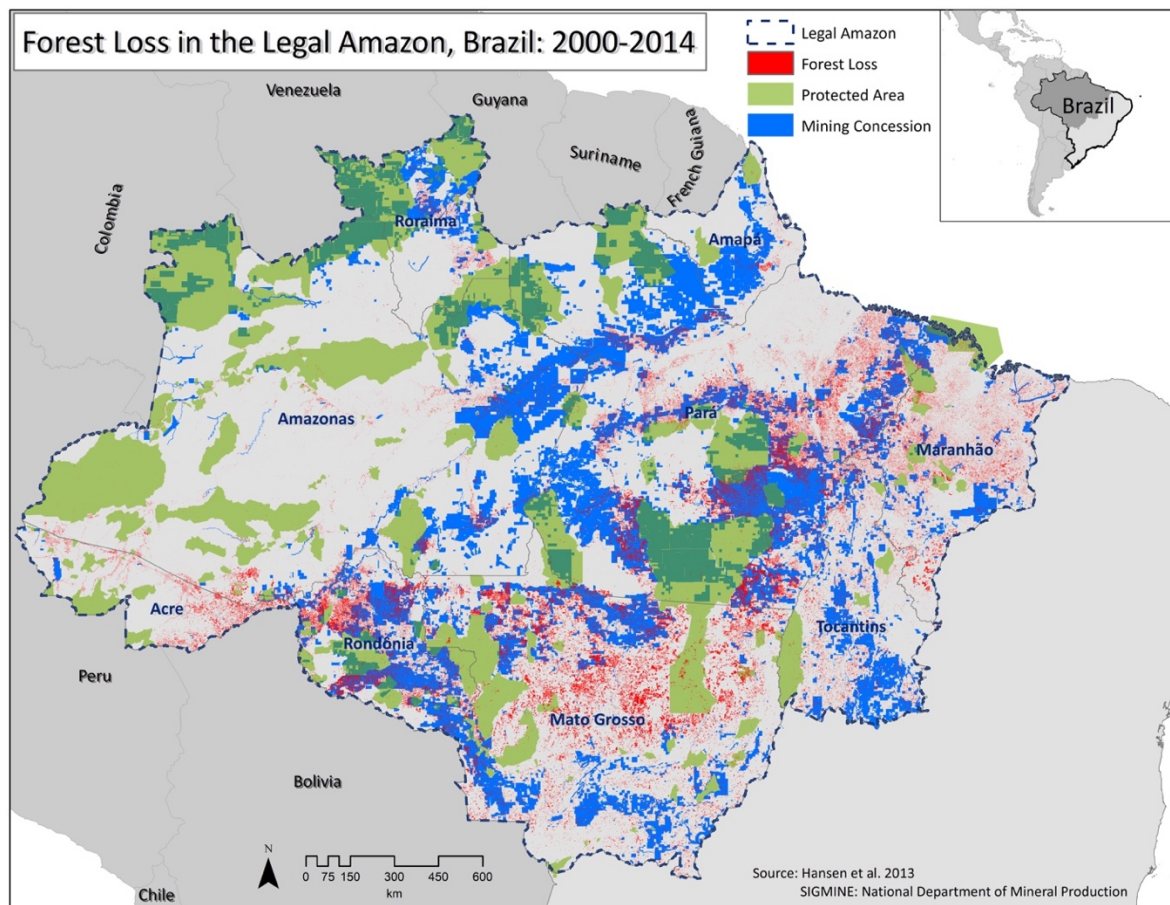 Forest Loss in the Legal Amazon, Brazil: 2000-2014
Legal Amazon
Forest Loss
Protected Area
Mining Concession
Brazil
Venezuela
Guyana
Suriname
French Guiana
Colombia
Roraima
Amapá
Amazonas
Pará
Maranhão
Acre
Rondônia
Tocantins
Mato Grosso
Peru
Bolivia
Chile
N
0 75 150 300 450 600
km
Source: Hansen et al. 2013
SIGMINE: National Department of Mineral Production